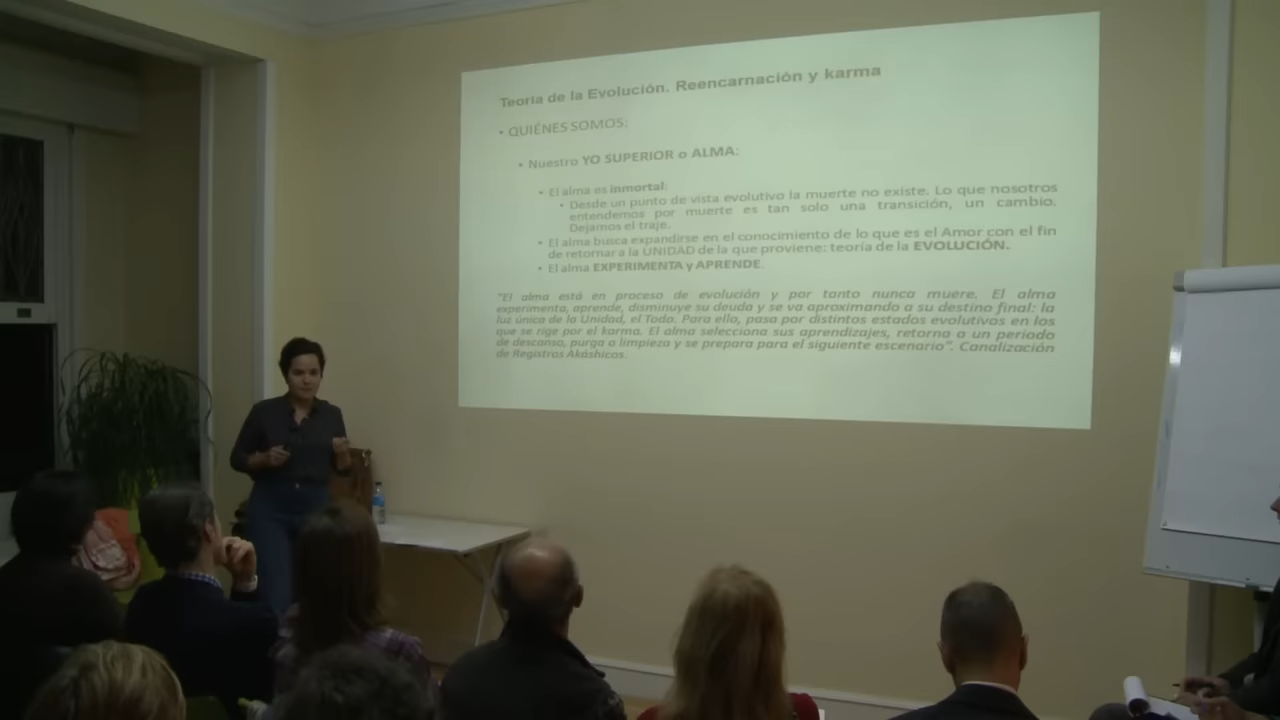 Teoría de la Evolución. Reencarnación y karma
• QUIÉNES SOMOS:
• Nuestro YO SUPERIOR o ALMA:
• El alma es inmortal:
• Desde un punto de vista evolutivo la muerte no existe. Lo que nosotros
entendemos por muerte es tan solo una transición, un cambio.
Dejamos el traje.
• El alma busca expandirse en el conocimiento de lo que es el Amor con el fin
de retornar a la UNIDAD de la que proviene: teoría de la EVOLUCIÓN.
• El alma EXPERIMENTA y APRENDE.
"El alma está en proceso de evolución y por tanto nunca muere. El alma
experimenta, aprende, disminuye su deuda y se va aproximando a su destino final: la
luz única de la Unidad, el Todo. Para ello, pasa por distintos estados evolutivos en los
que se rige por el karma. El alma selecciona sus aprendizajes, retorna a un periodo
de descanso, purga o limpieza y se prepara para el siguiente escenario". Canalización
de Registros Akáshicos.